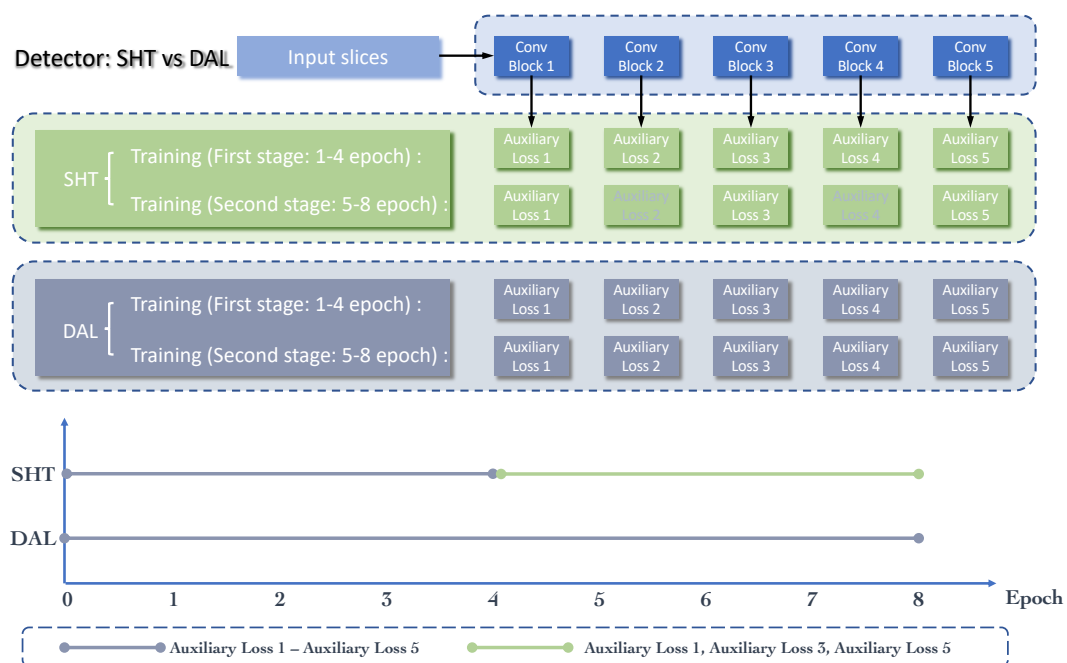 Detector: SHT vs DAL
Input slices
Conv Block 1
Conv Block 2
Conv Block 3
Conv Block 4
Conv Block 5
SHT
Training (First stage: 1-4 epoch) :
Auxiliary Loss 1
Auxiliary Loss 2
Auxiliary Loss 3
Auxiliary Loss 4
Auxiliary Loss 5
Training (Second stage: 5-8 epoch) :
Auxiliary Loss 1
Auxiliary Loss 2
Auxiliary Loss 3
Auxiliary Loss 4
Auxiliary Loss 5
DAL
Training (First stage: 1-4 epoch) :
Auxiliary Loss 1
Auxiliary Loss 2
Auxiliary Loss 3
Auxiliary Loss 4
Auxiliary Loss 5
Training (Second stage: 5-8 epoch) :
Auxiliary Loss 1
Auxiliary Loss 2
Auxiliary Loss 3
Auxiliary Loss 4
Auxiliary Loss 5
SHT
DAL
0 1 2 3 4 5 6 7 8 Epoch
Auxiliary Loss 1 – Auxiliary Loss 5
Auxiliary Loss 1, Auxiliary Loss 3, Auxiliary Loss 5